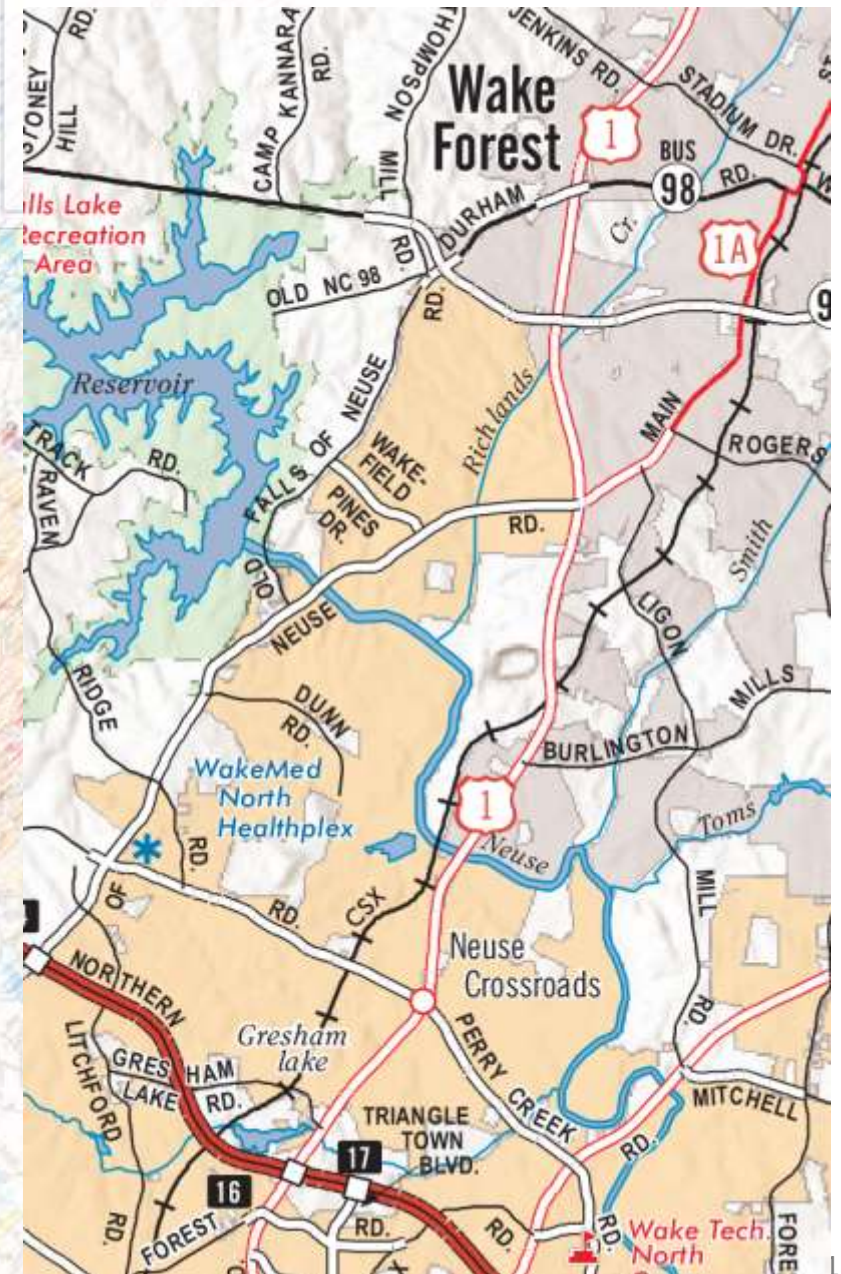 RD.
STONEY
HILL
CAMP KANNARA
RD.
THOMPSON
MILL
RD.
JENKINS RD.
Wake
Forest
1
STADIUM DR.
BUS
98
RD.
DURHAM
Cr.
1A
Recreation
Area
Lake
OLD NC 98
RD.
Reservoir
FALLS OF NEUSE
WAKE-
FIELD
PINES
DR.
Richlands
MAIN
ROGERS
RD.
TRACK
RD.
RAVEN
OLD
NEUSE
Smith
LIGON
RIDGE
DUNN
RD.
MILLS
BURLINGTON
WakeMed
North
Healthplex
1
Neuse
Toms
RD.
OF
RD.
CSX
MILL
RD.
Neuse
Crossroads
NORTHERN
Gresham
lake
PERRY CREEK
LITCHFORD
RD.
GRESHAM
LAKE RD.
MITCHELL
TRIANGLE
TOWN
BLVD.
RD.
17
16
FOREST
RD.
RD.
RD.
Wake Tech.
North